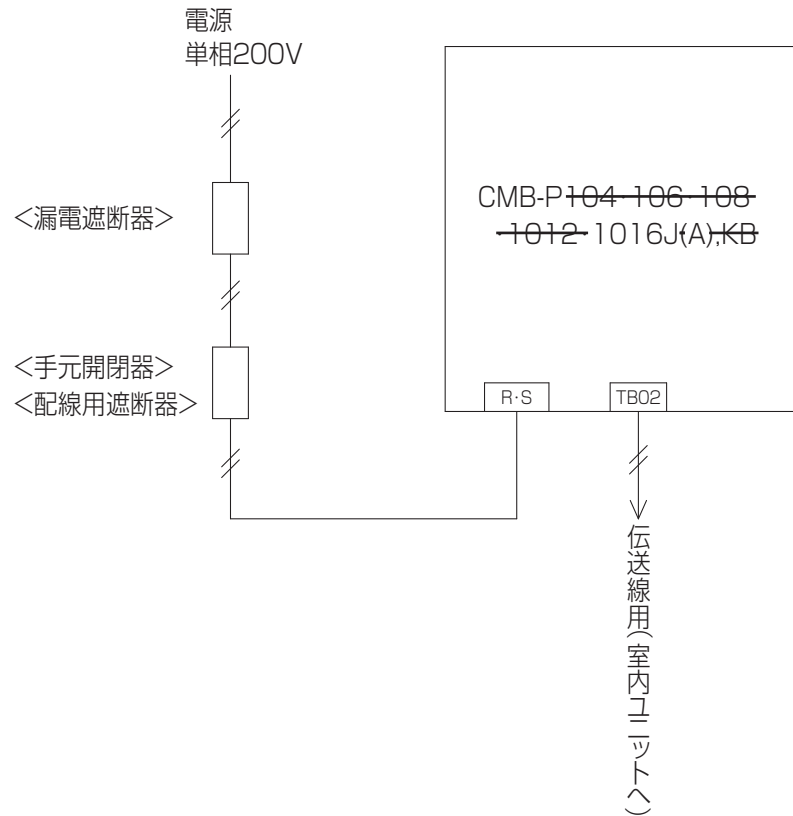 電源
単相200V
CMB-P104·106·108
·1012·1016J(A),KB
<漏電遮断器>
<手元開閉器>
<配線用遮断器>
R·S
TB02
伝送線用(室内ユニットへ)